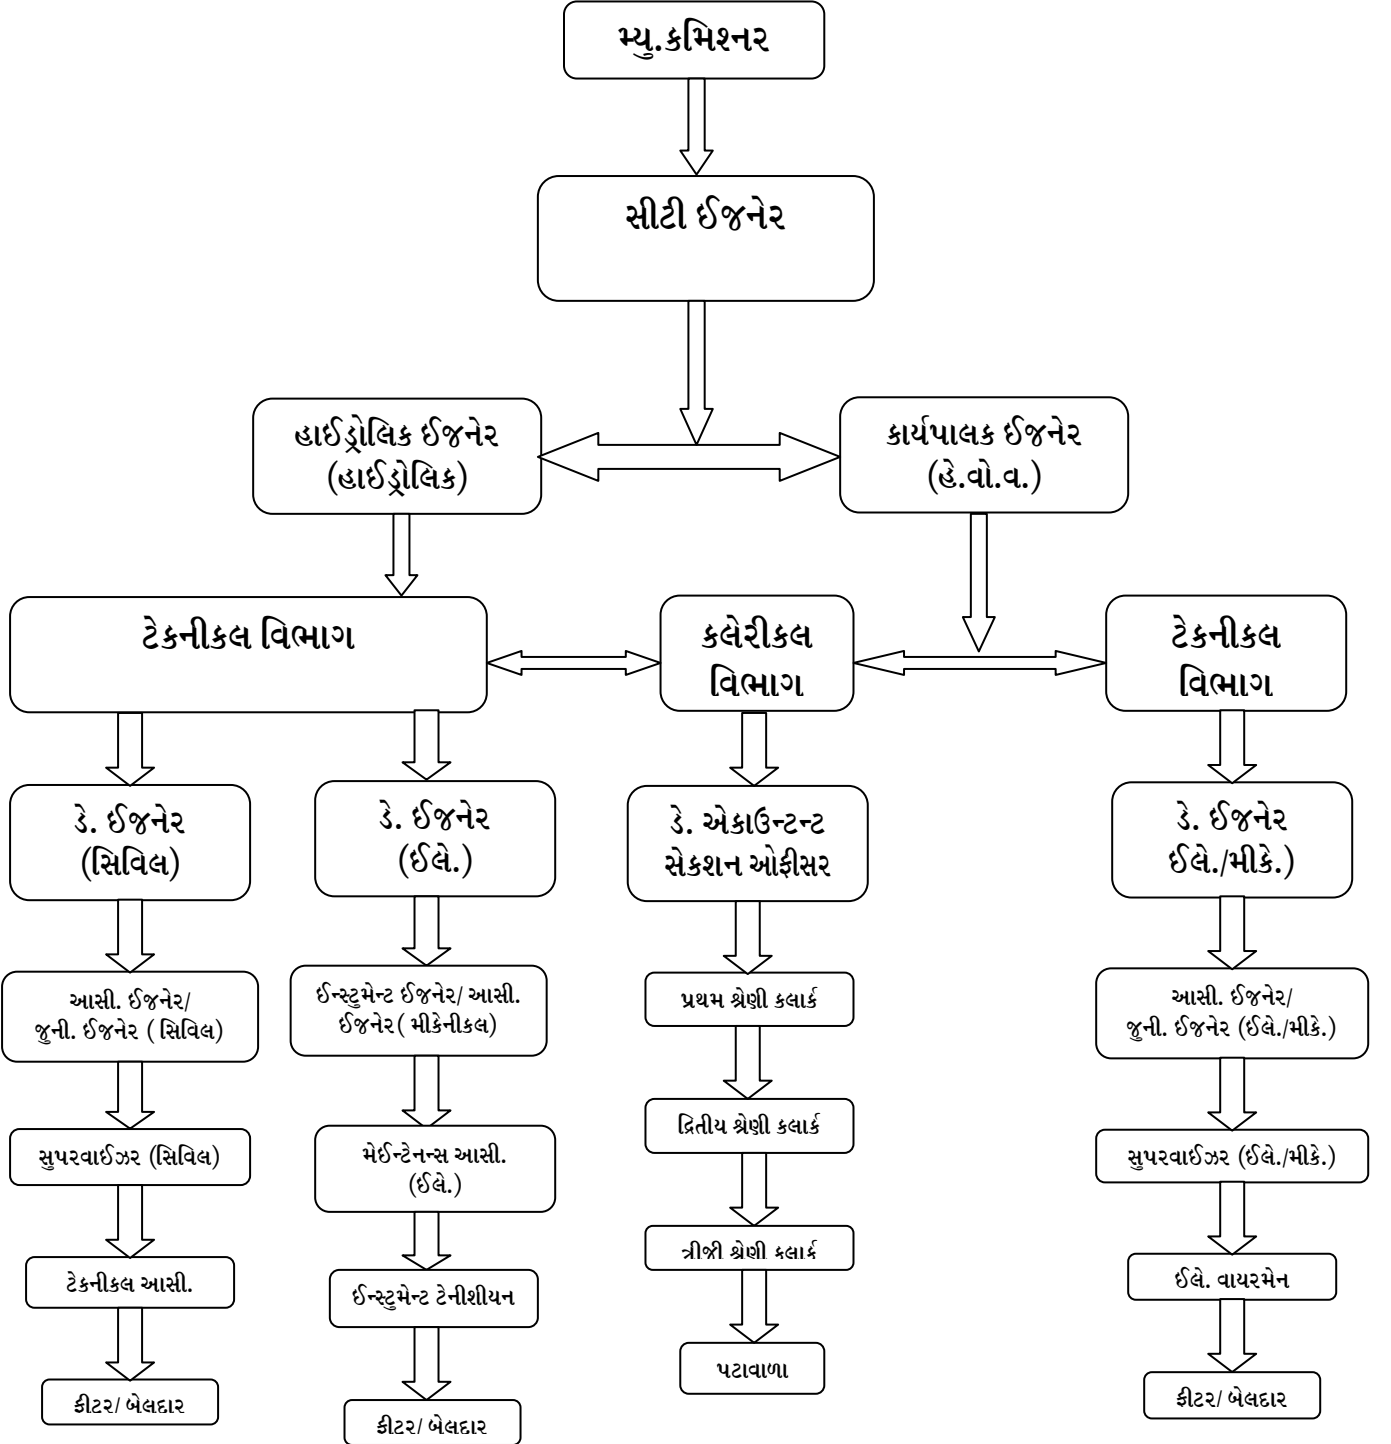 મ્યુ.કમિશ્નર
સીટી ઈજનેર
હાઈડ્રોલિક ઈજનેર
(હાઈડ્રોલિક)
કાર્યપાલક ઈજનેર
(હે.વો.વ.)
ટેકનીકલ વિભાગ
કલેરીકલ
વિભાગ
ટેકનીકલ
વિભાગ
ડે. ઈજનેર
(સિવિલ)
ડે. ઈજનેર
(ઈલે.)
ડે. એકાઉન્ટન્ટ
સેકશન ઓફીસર
ડે. ઈજનેર
ઈલે./મીકે.)
આસી. ઈજનેર/
જુની. ઈજનેર ( સિવિલ)
ઈન્સ્ટુમેન્ટ ઈજનેર/ આસી.
ઈજનેર( મીકેનીકલ)
પ્રથમ શ્રેણી કલાર્ક
આસી. ઈજનેર/
જુની. ઈજનેર (ઈલે./મીકે.)
સુપરવાઈઝર (સિવિલ)
મેઈન્ટેનન્સ આસી.
(ઈલે.)
દ્રિતીય શ્રેણી કલાર્ક
સુપરવાઈઝર (ઈલે./મીકે.)
ટેકનીકલ આસી.
ઈન્સ્ટુમેન્ટ ટેનીશીયન
ત્રીજી શ્રેણી કલાર્ક
ઈલે. વાયરમેન
ફીટર/ બેલદાર
ફીટર/ બેલદાર
પટાવાળા
ફીટર/ બેલદાર